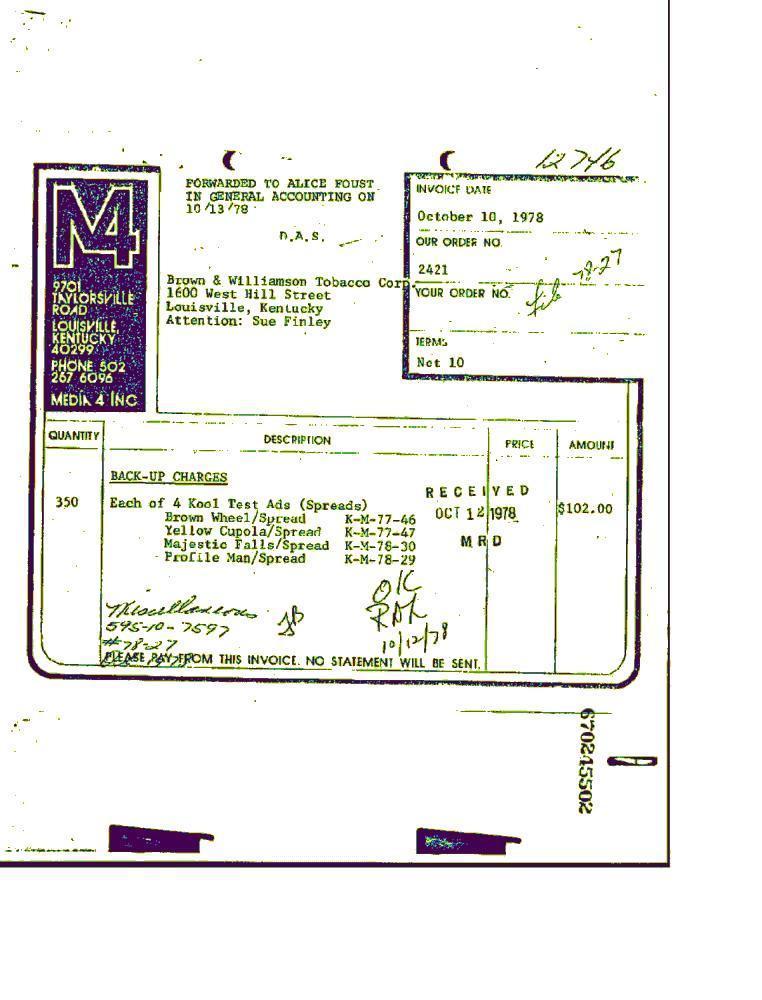 12746
FORWARDED TO ALICE FOUST
IN GENERAL ACCOUNTING ON
10/13/78
D.A.S.
M4
9701
TAYLORSVILLE
ROAD
LOUISVILLE,
KENTUCKY
40299
PHONE 502
267 6096
MEDIA 4 INC
Brown & Williamson Tobacco Corp.
1600 West Hill Street
Louisville, Kentucky
Attention: Sue Finley
INVOICE DATE
October 10, 1978
OUR ORDER NO.
2421
78-27
YOUR ORDER NO.
TERMS
Net 10
QUANTITY DESCRIPTION PRICE AMOUNT
BACK-UP CHARGES
350 Each of 4 Kool Test Ads (Spreads) $102.00
Brown Wheel/Spread K-M-77-46
Yellow Cupola/Spread K-M-77-47
Majestic Falls/Spread K-M-78-30
Profile Man/Spread K-M-78-29
RECEIVED
OCT 12 1978
MRD
OK
10/12/78
Miscellaneous
595-10-7597
#78-27
PLEASE PAY FROM THIS INVOICE. NO STATEMENT WILL BE SENT.
670245502